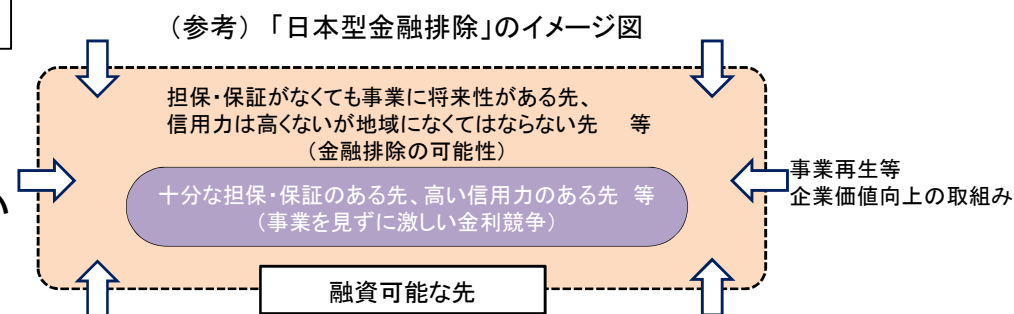 (参考) 「日本型金融排除」のイメージ図
担保・保証がなくても事業に将来性がある先、
信用力は高くないが地域になくてはならない先 等
(金融排除の可能性)
十分な担保・保証のある先、高い信用力のある先 等
(事業を見ずに激しい金利競争)
事業再生等
企業価値向上の取組み
い
融資可能な先